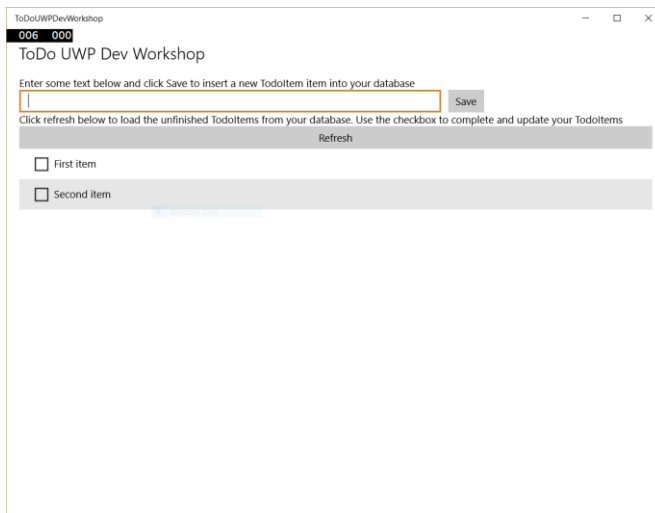 ToDoUWPDevWorkshop
006 000
ToDo UWP Dev Workshop
Enter some text below and click Save to insert a new TodoItem item into your database
Save
Click refresh below to load the unfinished TodoItems from your database. Use the checkbox to complete and update your TodoItems
Refresh
First item
Second item